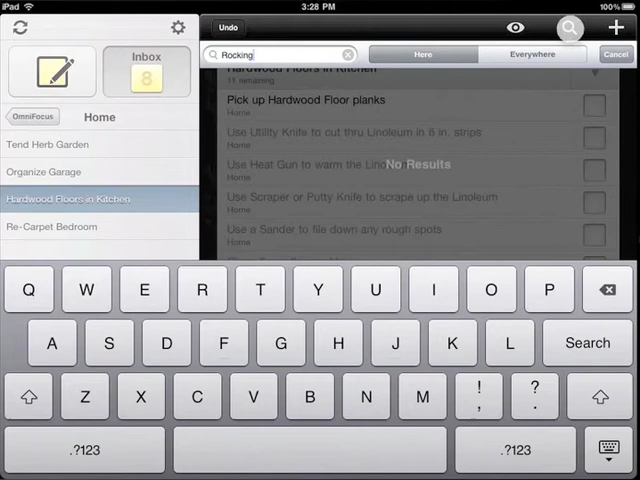 iPad 3:28 PM 100%
Undo
Inbox
8
Rocking Here Everywhere Cancel
OmniFocus Home
Tend Herb Garden
Organize Garage
Hardwood Floors in Kitchen
Re-Carpet Bedroom
Hardwood Floors in Kitchen
11 remaining
Pick up Hardwood Floor planks
Home
Use Utility Knife to cut thru Linoleum in 6 in. strips
Home
Use Heat Gun to warm the Lino
No Results
Home
Use Scraper or Putty Knife to scrape up the Linoleum
Home
Use a Sander to file down any rough spots
Home
Q W E R T Y U I O P
A S D F G H J K L Search
Z X C V B N M ! , ? .
.?123 .?123